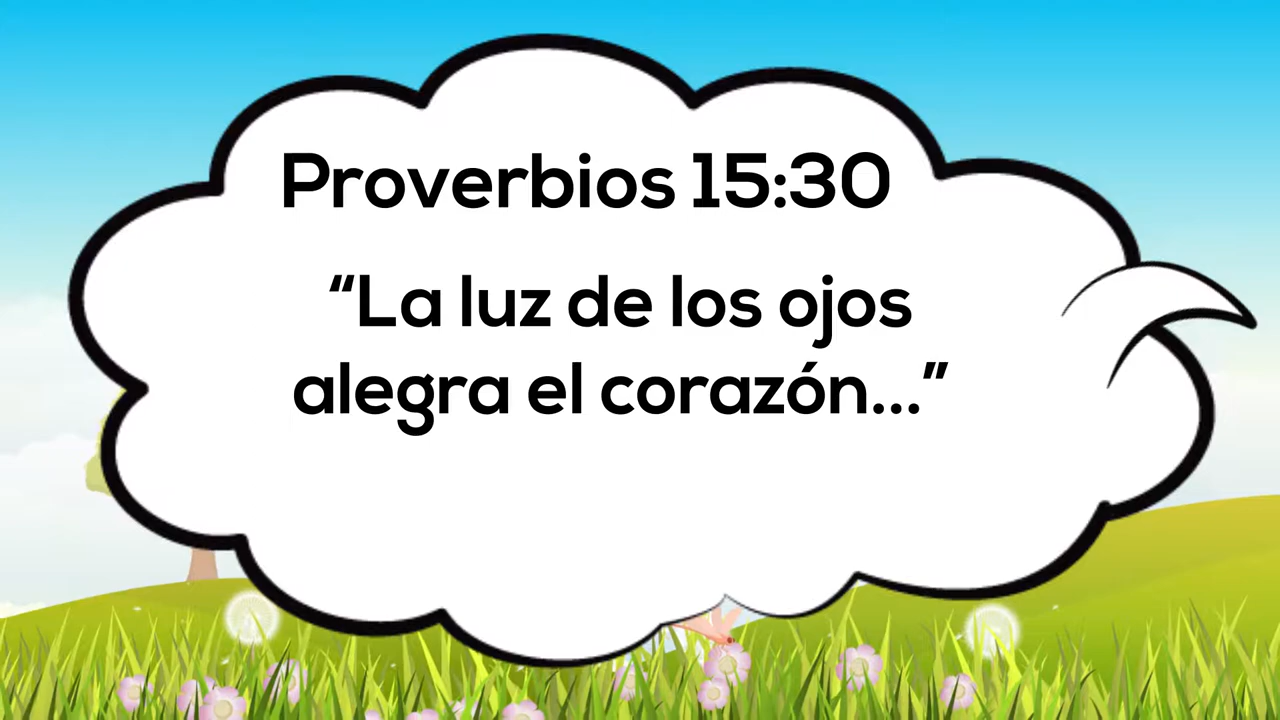 Proverbios 15:30
“La luz de los ojos
alegra el corazón...”